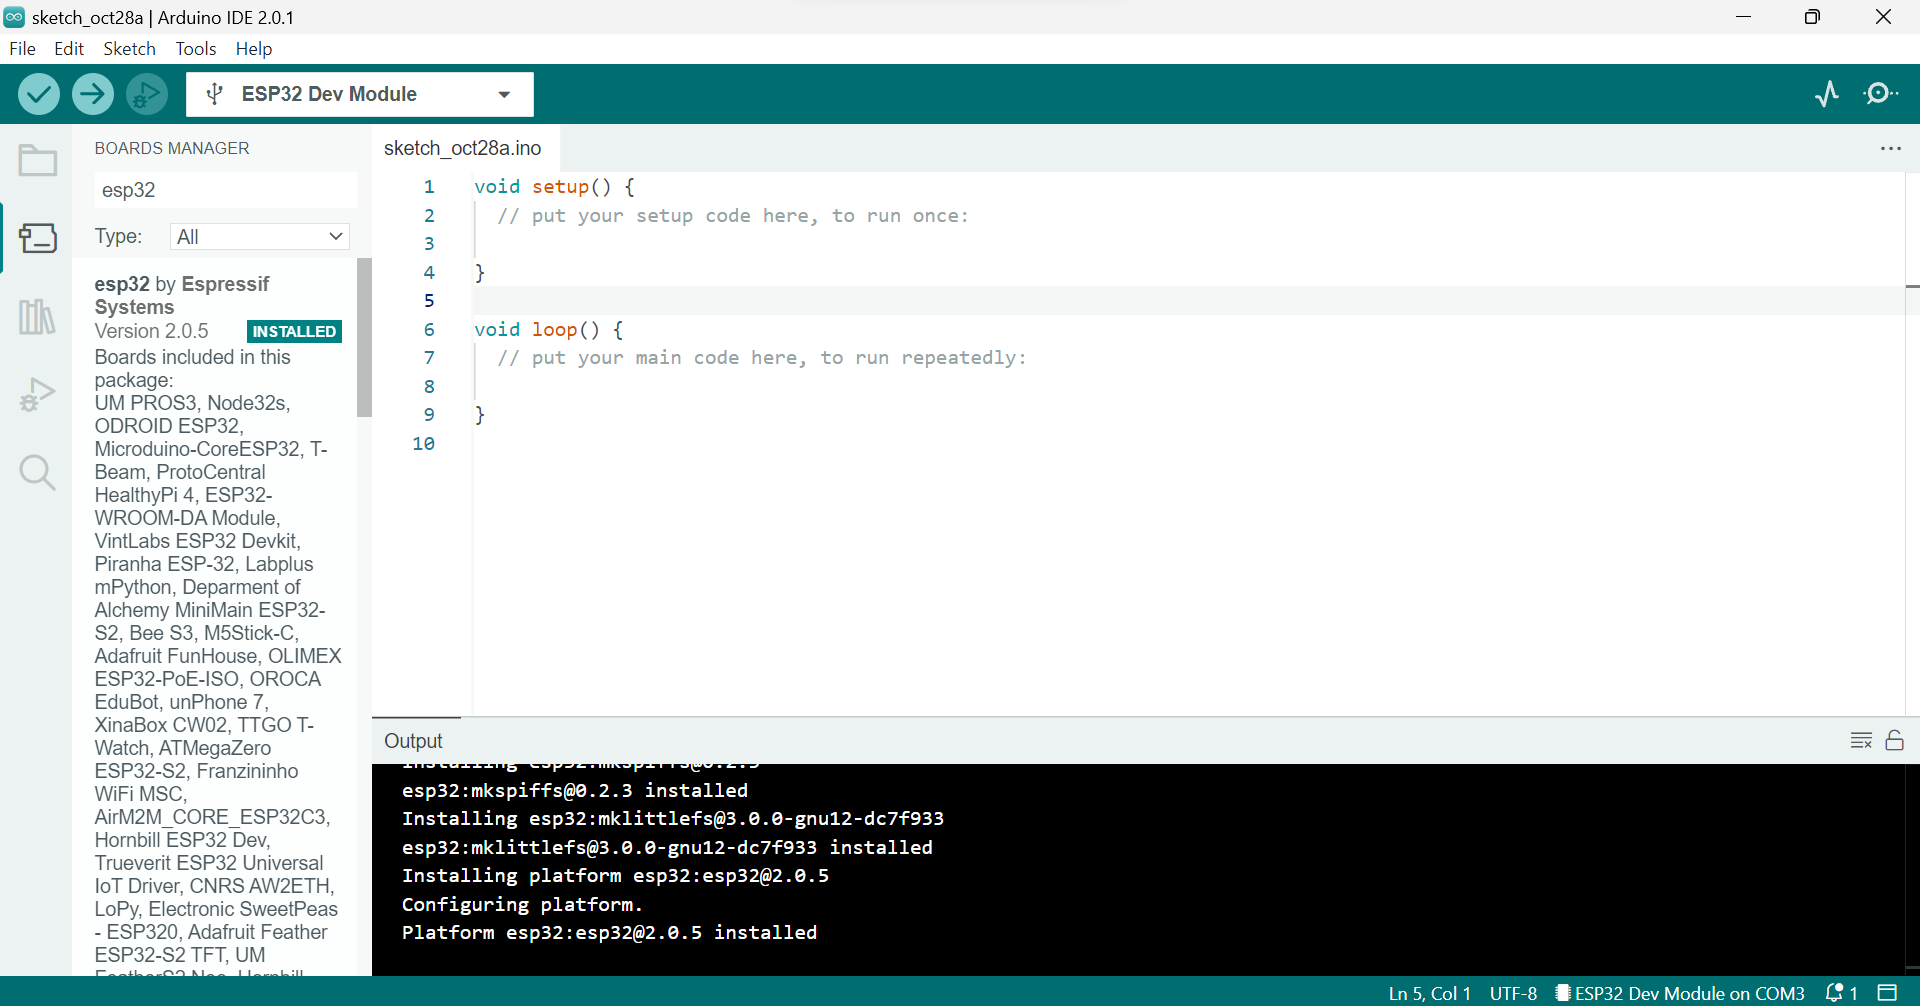 sketch_oct28a | Arduino IDE 2.0.1
File Edit Sketch Tools Help
ESP32 Dev Module
BOARDS MANAGER
esp32
Type: All
esp32 by Espressif
Systems
Version 2.0.5 INSTALLED
Boards included in this
package:
UM PROS3, Node32s,
ODROID ESP32,
Microduino-CoreESP32, T-
Beam, ProtoCentral
HealthyPi 4, ESP32-
WROOM-DA Module,
VintLabs ESP32 Devkit,
Piranha ESP-32, Labplus
mPython, Deparment of
Alchemy MiniMain ESP32-
S2, Bee S3, M5Stick-C,
Adafruit FunHouse, OLIMEX
ESP32-PoE-ISO, OROCA
EduBot, unPhone 7,
XinaBox CW02, TTGO T-
Watch, ATMegaZero
ESP32-S2, Franzininho
WiFi MSC,
AirM2M_CORE_ESP32C3,
Hornbill ESP32 Dev,
Trueverit ESP32 Universal
IoT Driver, CNRS AW2ETH,
LoPy, Electronic SweetPeas
- ESP320, Adafruit Feather
ESP32-S2 TFT, UM
FeatherS2 Neo, Hornbill
sketch_oct28a.ino
1 void setup() {
2 // put your setup code here, to run once:
3
4 }
5
6 void loop() {
7 // put your main code here, to run repeatedly:
8
9 }
10
Output
Installing esp32:mkspiffs@0.2.3
esp32:mkspiffs@0.2.3 installed
Installing esp32:mklittlefs@3.0.0-gnu12-dc7f933
esp32:mklittlefs@3.0.0-gnu12-dc7f933 installed
Installing platform esp32:esp32@2.0.5
Configuring platform.
Platform esp32:esp32@2.0.5 installed
Ln 5, Col 1 UTF-8 ESP32 Dev Module on COM3 1